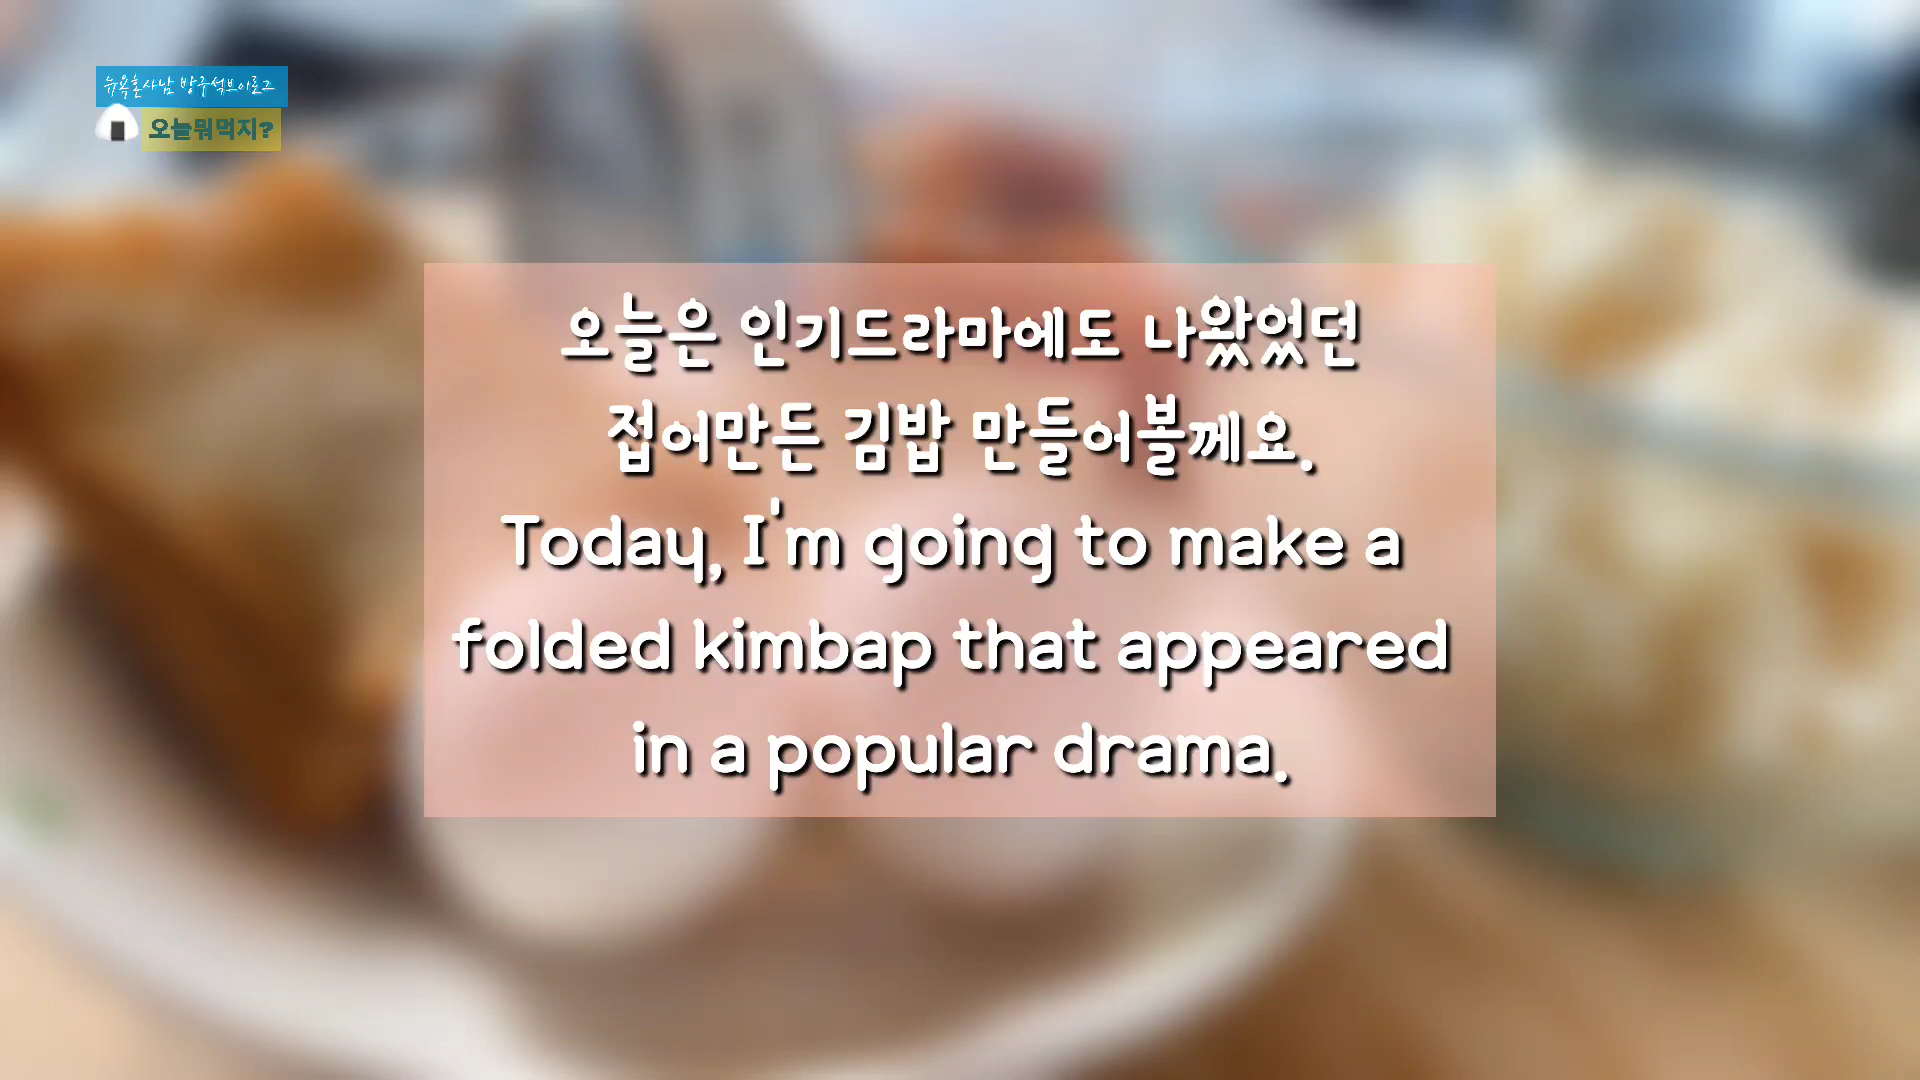 뉴욕혼사남 방구석브이로그
오늘뭐먹지?
오늘은 인기드라마에도 나왔었던
접어만든 김밥 만들어볼께요.
Today, I'm going to make a
folded kimbap that appeared
in a popular drama.